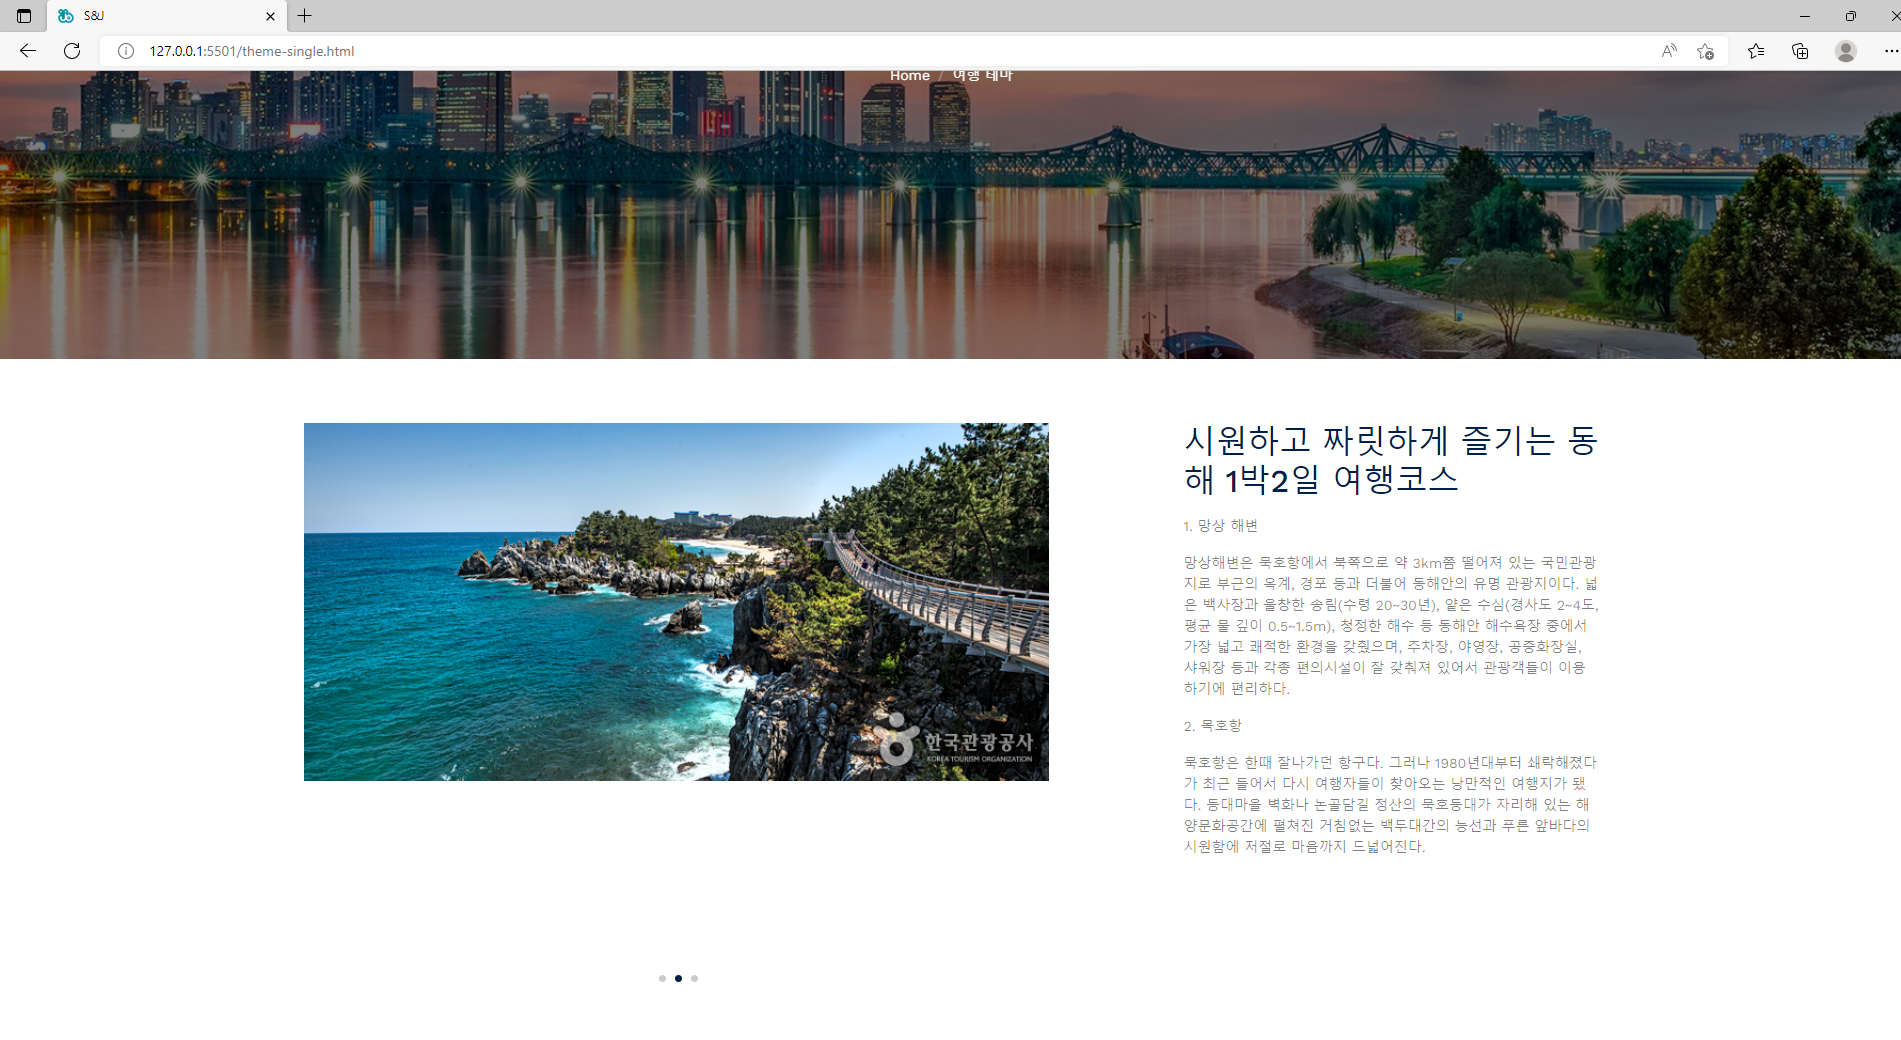 S&J
127.0.0.1:5501/theme-single.html
Home / 여행 테마
한국관광공사
KOREA TOURISM ORGANIZATION
시원하고 짜릿하게 즐기는 동
해 1박2일 여행코스
1. 망상 해변
망상해변은 묵호항에서 북쪽으로 약 3km쯤 떨어져 있는 국민관광
지로 부근의 옥계, 경포 등과 더불어 동해안의 유명 관광지이다. 넓
은 백사장과 울창한 송림(수령 20~30년), 얕은 수심(경사도 2~4도,
평균 물 깊이 0.5~1.5m), 청정한 해수 등 동해안 해수욕장 중에서
가장 넓고 쾌적한 환경을 갖췄으며, 주차장, 야영장, 공중화장실,
샤워장 등과 각종 편의시설이 잘 갖춰져 있어서 관광객들이 이용
하기에 편리하다.
2. 묵호항
묵호항은 한때 잘나가던 항구다. 그러나 1980년대부터 쇄락해졌다
가 최근 들어서 다시 여행자들이 찾아오는 낭만적인 여행지가 됐
다. 등대마을 벽화나 논골담길 정산의 묵호등대가 자리해 있는 해
양문화공간에 펼쳐진 거침없는 백두대간의 능선과 푸른 앞바다의
시원함에 저절로 마음까지 드넓어진다.